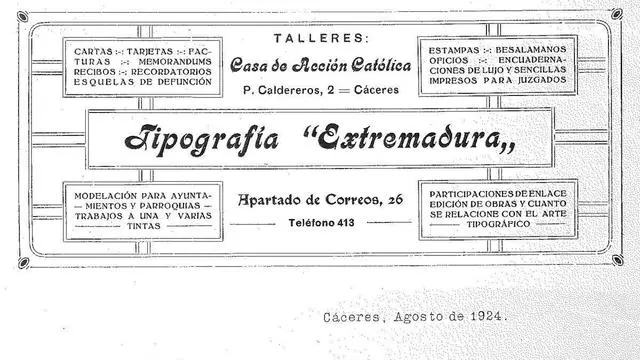 TALLERES:
CARTAS :-: TARJETAS :-: FAC-
TURAS :-: MEMORANDUMS
RECIBOS :-: RECORDATORIOS
ESQUELAS DE DEFUNCIÓN
Casa de Acción Católica
P. Caldereros, 2 = Cáceres
ESTAMPAS :-: BESALAMANOS
OFICIOS :-: ENCUADERNA-
CIONES DE LUJO Y SENCILLAS
IMPRESOS PARA JUZGADOS
Tipografía "Extremadura„
MODELACIÓN PARA AYUNTA-
— MIENTOS Y PARROQUIAS —
TRABAJOS A UNA Y VARIAS
TINTAS
Apartado de Correos, 26
Teléfono 413
PARTICIPACIONES DE ENLACE
EDICIÓN DE OBRAS Y CUANTO
SE RELACIONE CON EL ARTE
TIPOGRÁFICO
Cáceres, Agosto de 1924.